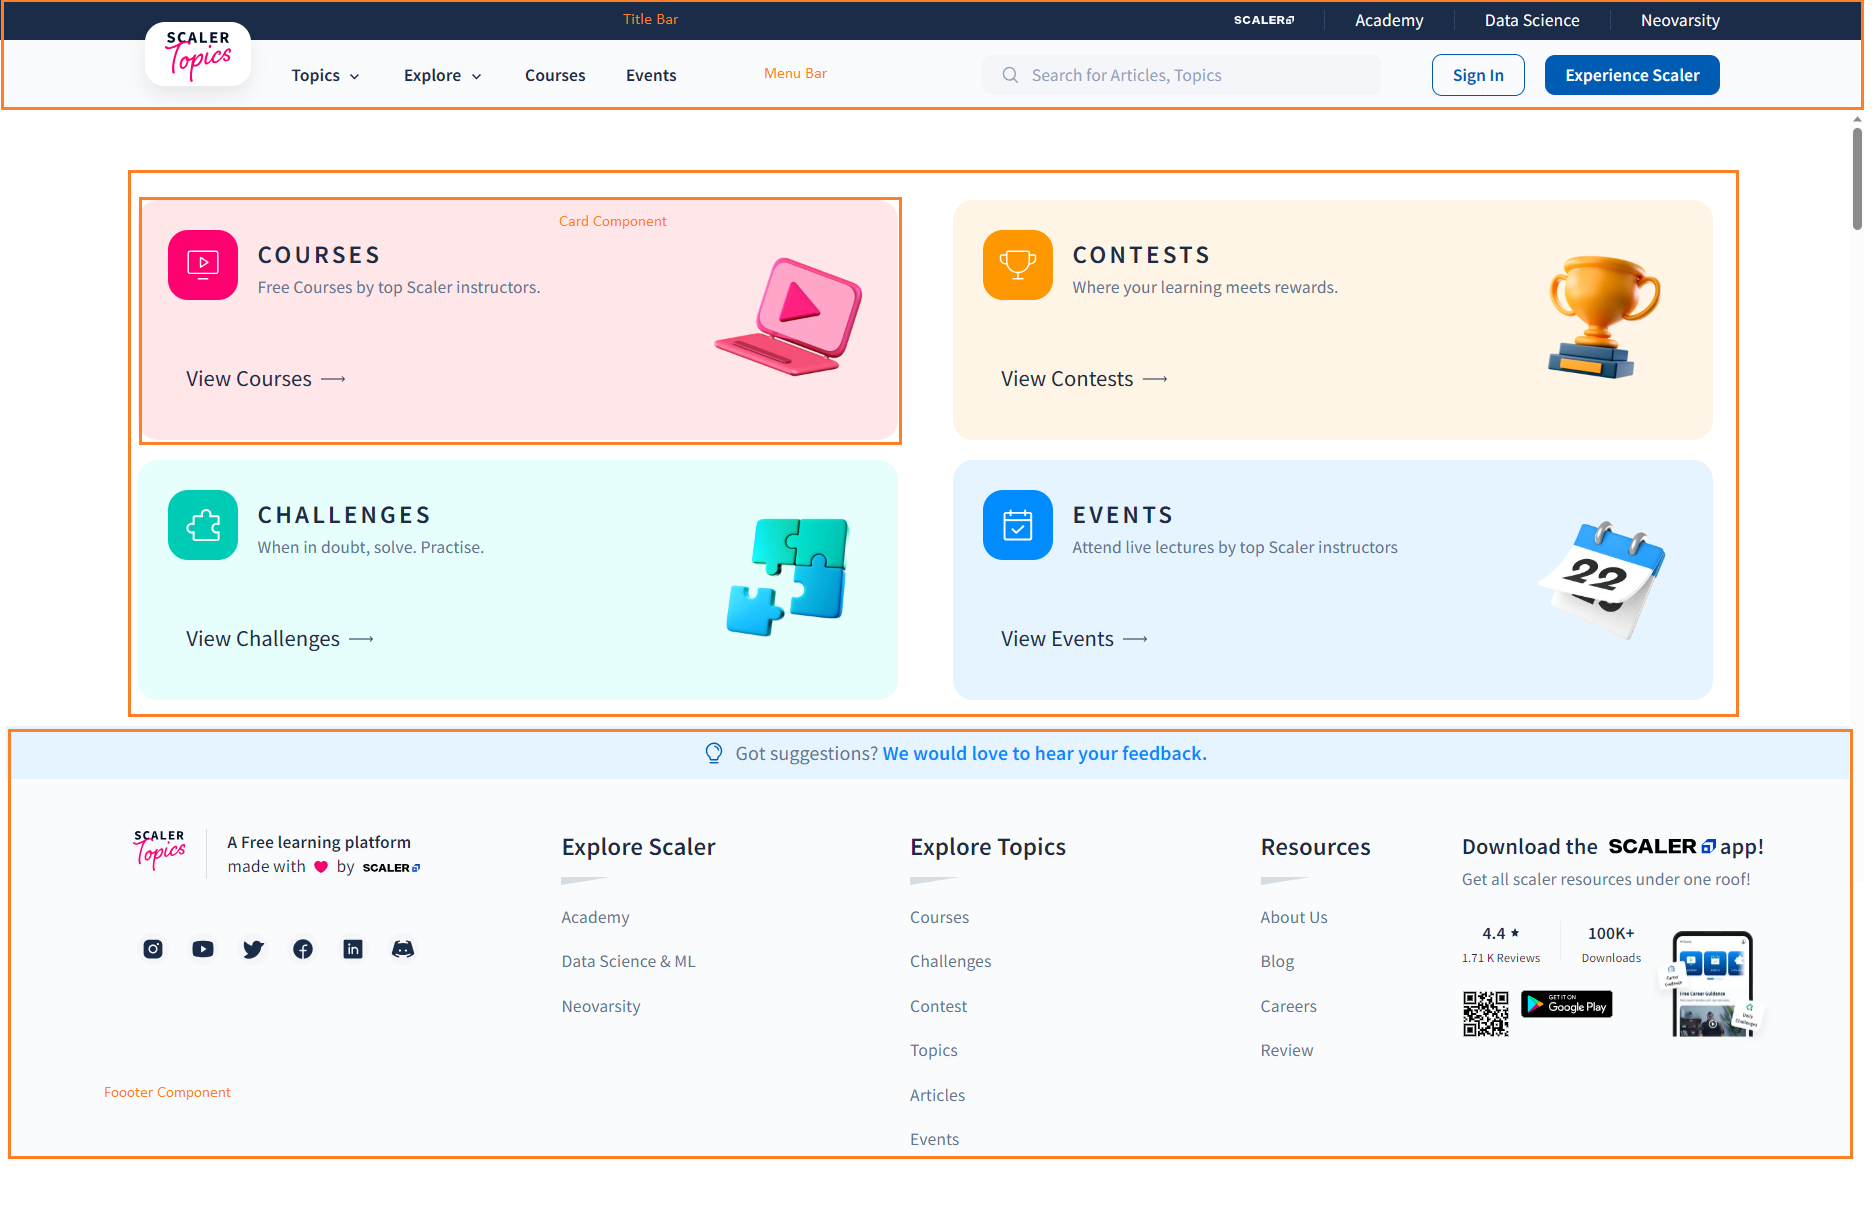 Title Bar
SCALER
Academy
Data Science
Neovarsity
SCALER
Topics
Topics
Explore
Courses
Events
Menu Bar
Search for Articles, Topics
Sign In
Experience Scaler
Card Component
COURSES
Free Courses by top Scaler instructors.
View Courses
CONTESTS
Where your learning meets rewards.
View Contests
CHALLENGES
When in doubt, solve. Practise.
View Challenges
EVENTS
Attend live lectures by top Scaler instructors
22
View Events
Got suggestions? We would love to hear your feedback.
SCALER
Topics
A Free learning platform
made with by SCALER
Foooter Component
Explore Scaler
Academy
Data Science & ML
Neovarsity
Explore Topics
Courses
Challenges
Contest
Topics
Articles
Events
Resources
About Us
Blog
Careers
Review
Download the SCALER app!
Get all scaler resources under one roof!
4.4
1.71 K Reviews
100K+
Downloads
GET IT ON
Google Play
Free Career Guidance
Daily
Challenges